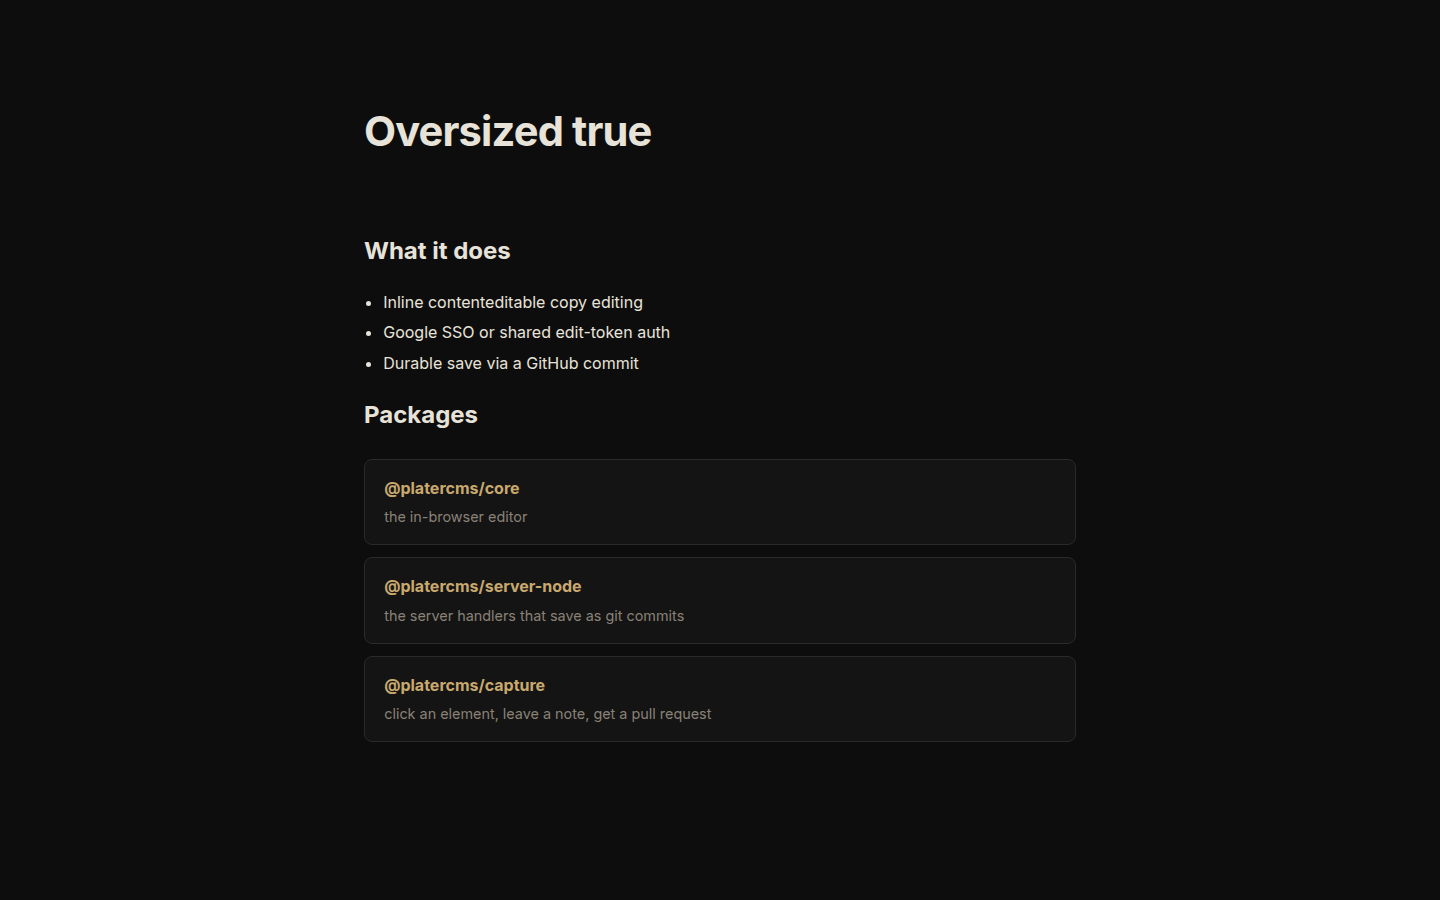 Oversized true
What it does
Inline contenteditable copy editing
Google SSO or shared edit-token auth
Durable save via a GitHub commit
Packages
@platercms/core
the in-browser editor
@platercms/server-node
the server handlers that save as git commits
@platercms/capture
click an element, leave a note, get a pull request